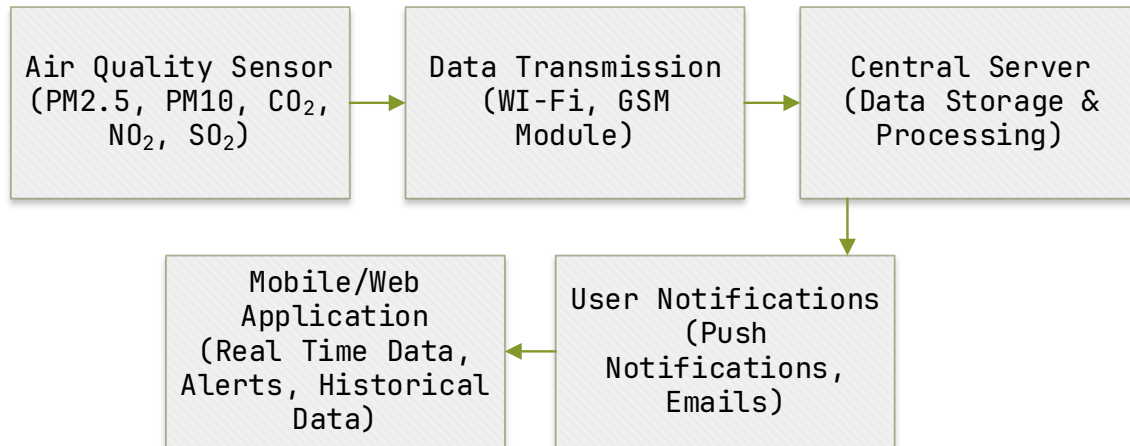 Air Quality Sensor
(PM2.5, PM10, CO₂,
NO₂, SO₂)
Data Transmission
(WI-Fi, GSM
Module)
Central Server
(Data Storage &
Processing)
Mobile/Web
Application
(Real Time Data,
Alerts, Historical
Data)
User Notifications
(Push
Notifications,
Emails)